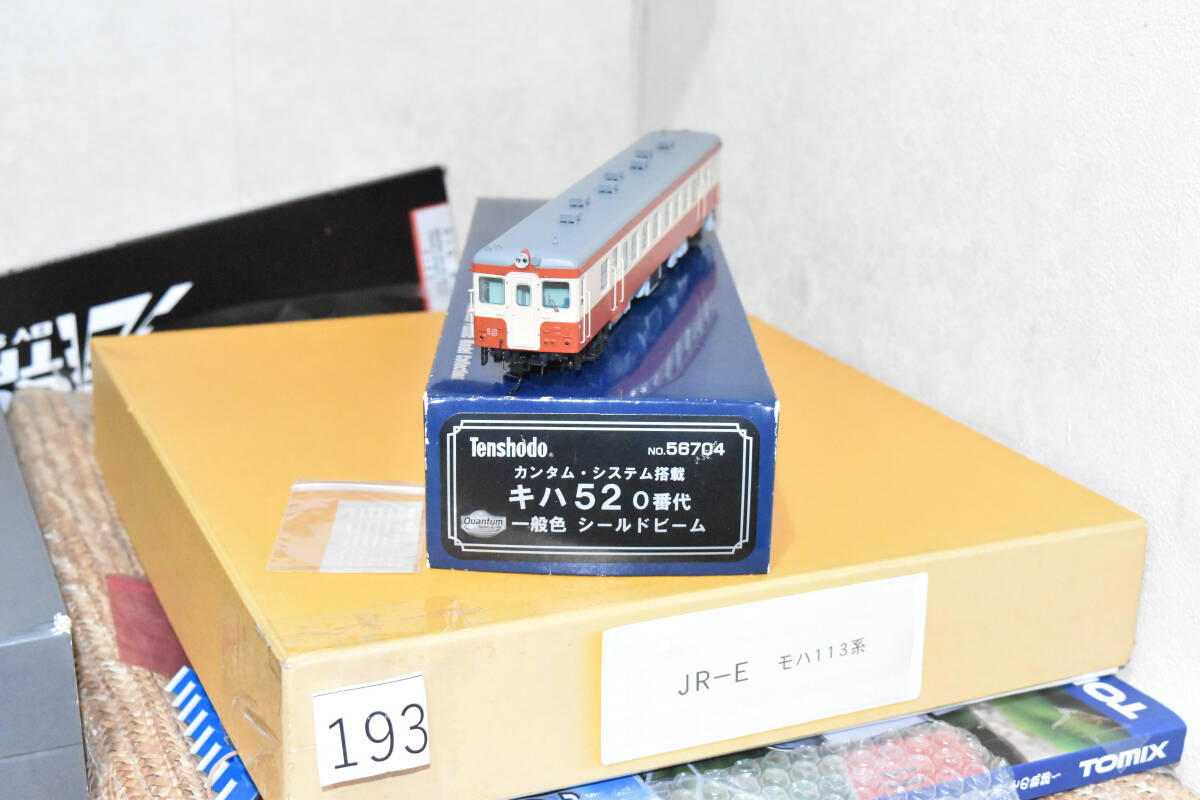 Model Collection
Tenshodo® NO.56704
カンタム・システム搭載
キハ52 0番代
Quantum
一般色 シールドビーム
JR-E モハ113系
193
TOMIX